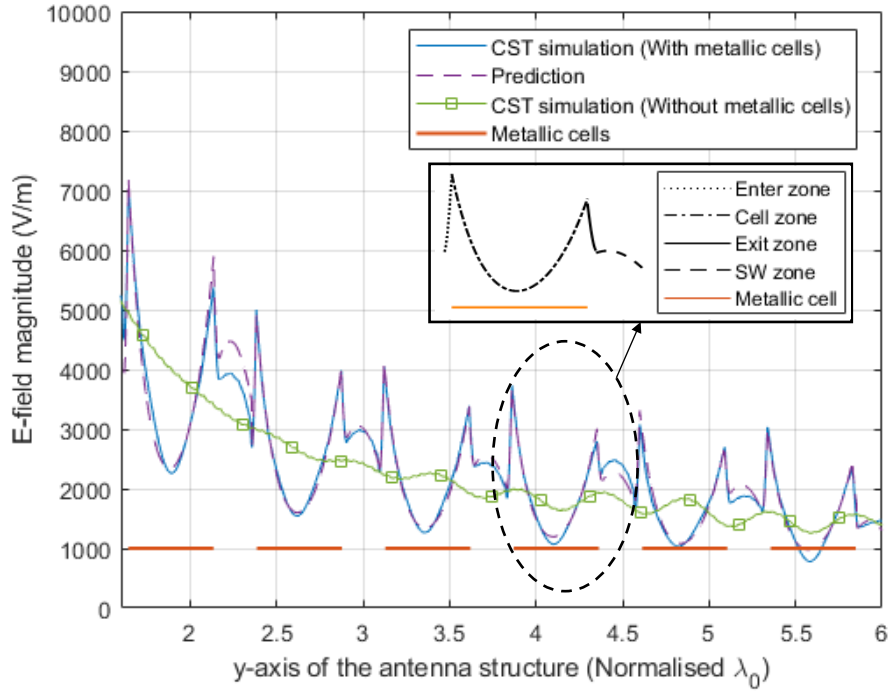 10000
9000
8000
7000
6000
5000
4000
3000
2000
1000
0
E-field magnitude (V/m)
CST simulation (With metallic cells)
Prediction
CST simulation (Without metallic cells)
Metallic cells
Enter zone
Cell zone
Exit zone
SW zone
Metallic cell
2 2.5 3 3.5 4 4.5 5 5.5 6
y-axis of the antenna structure (Normalised λ₀)